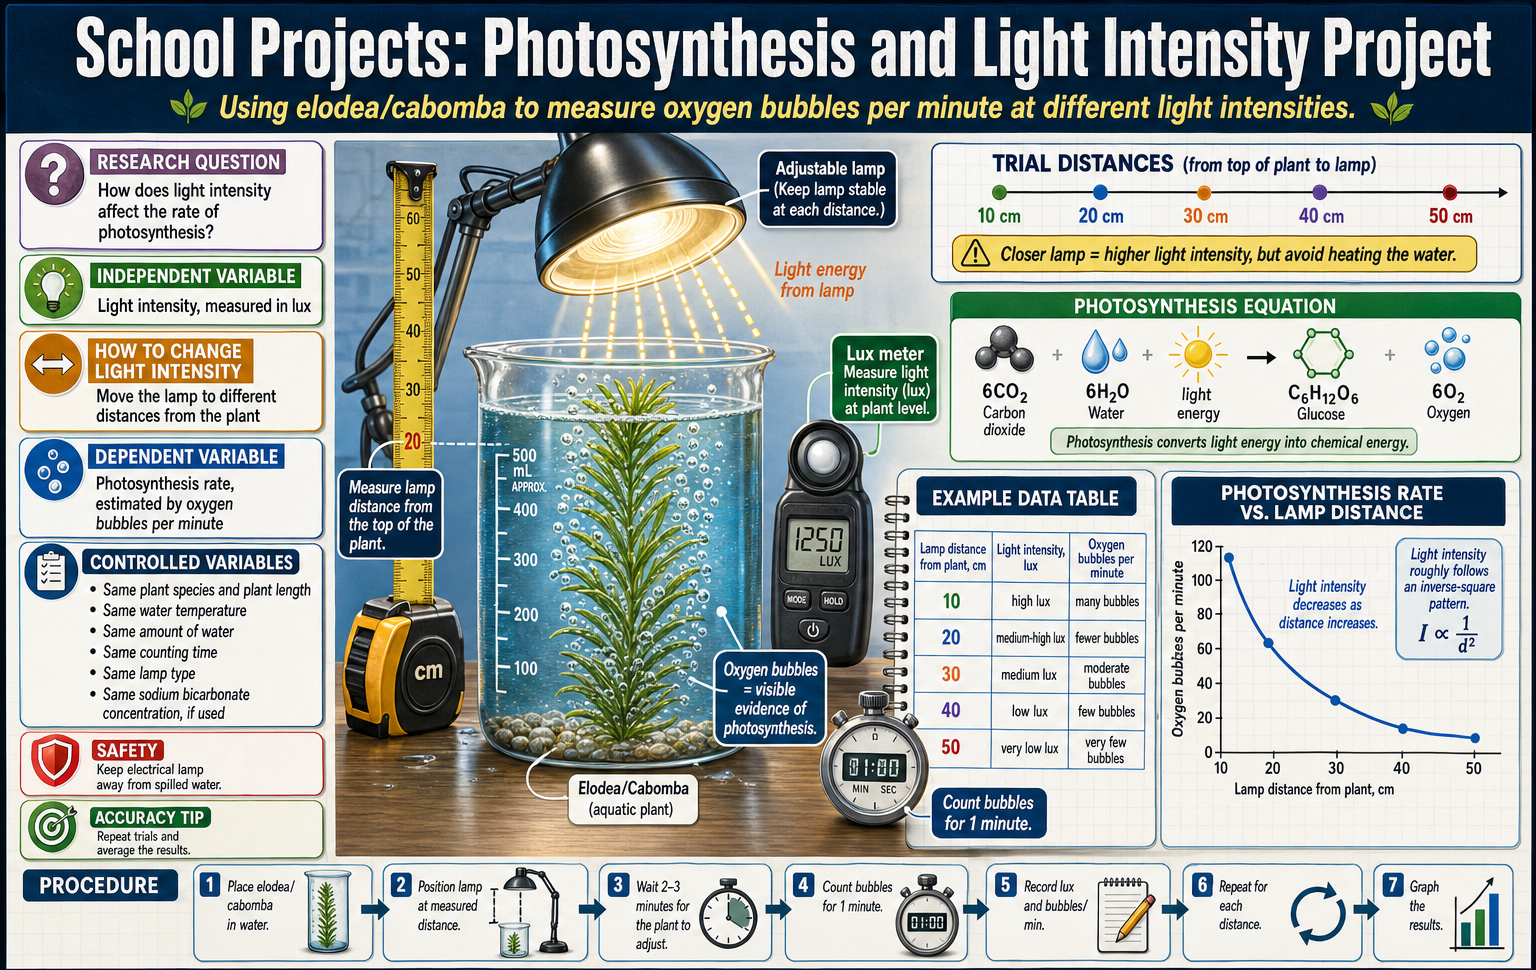 School Projects: Photosynthesis and Light Intensity Project
Using elodea/cabomba to measure oxygen bubbles per minute at different light intensities.
?
RESEARCH QUESTION
How does light intensity
affect the rate of
photosynthesis?
INDEPENDENT VARIABLE
Light intensity, measured in lux
HOW TO CHANGE
LIGHT INTENSITY
Move the lamp to different
distances from the plant
DEPENDENT VARIABLE
Photosynthesis rate,
estimated by oxygen
bubbles per minute
CONTROLLED VARIABLES
• Same plant species and plant length
• Same water temperature
• Same amount of water
• Same counting time
• Same lamp type
• Same sodium bicarbonate
concentration, if used
SAFETY
Keep electrical lamp
away from spilled water.
ACCURACY TIP
Repeat trials and
average the results.
60
50
40
30
20
cm
Measure lamp
distance from
the top of the
plant.
Adjustable lamp
(Keep lamp stable
at each distance.)
Light energy
from lamp
Lux meter
Measure light
intensity (lux)
at plant level.
500
mL
APPROX.
400
300
200
100
1250
LUX
MODE
HOLD
Oxygen bubbles
= visible
evidence of
photosynthesis.
Elodea/Cabomba
(aquatic plant)
01:00
MIN SEC
Count bubbles
for 1 minute.
TRIAL DISTANCES (from top of plant to lamp)
10 cm
20 cm
30 cm
40 cm
50 cm
Closer lamp = higher light intensity, but avoid heating the water.
PHOTOSYNTHESIS EQUATION
+
+
+
6CO₂
6H₂O
light
energy
C₆H₁₂O₆
6O₂
Carbon
dioxide
Water
Glucose
Oxygen
Photosynthesis converts light energy into chemical energy.
EXAMPLE DATA TABLE
Lamp distance
from plant, cm
Light intensity,
lux
Oxygen
bubbles per
minute
10 high lux many bubbles
20 medium-high lux fewer bubbles
30 medium lux moderate
bubbles
40 low lux few bubbles
50 very low lux very few
bubbles
PHOTOSYNTHESIS RATE
VS. LAMP DISTANCE
Oxygen bubbles per minute
120
100
80
60
40
20
0
10 20 30 40 50
Lamp distance from plant, cm
Light intensity
decreases as
distance increases.
Light intensity
roughly follows
an inverse-square
pattern.
I ∝ 1/d²
PROCEDURE
1 Place elodea/
cabomba
in water.
2 Position lamp
at measured
distance.
3 Wait 2–3
minutes for
the plant to
adjust.
4 Count bubbles
for 1 minute.
01:00
5 Record lux
and bubbles/
min.
6 Repeat for
each
distance.
7 Graph
the
results.